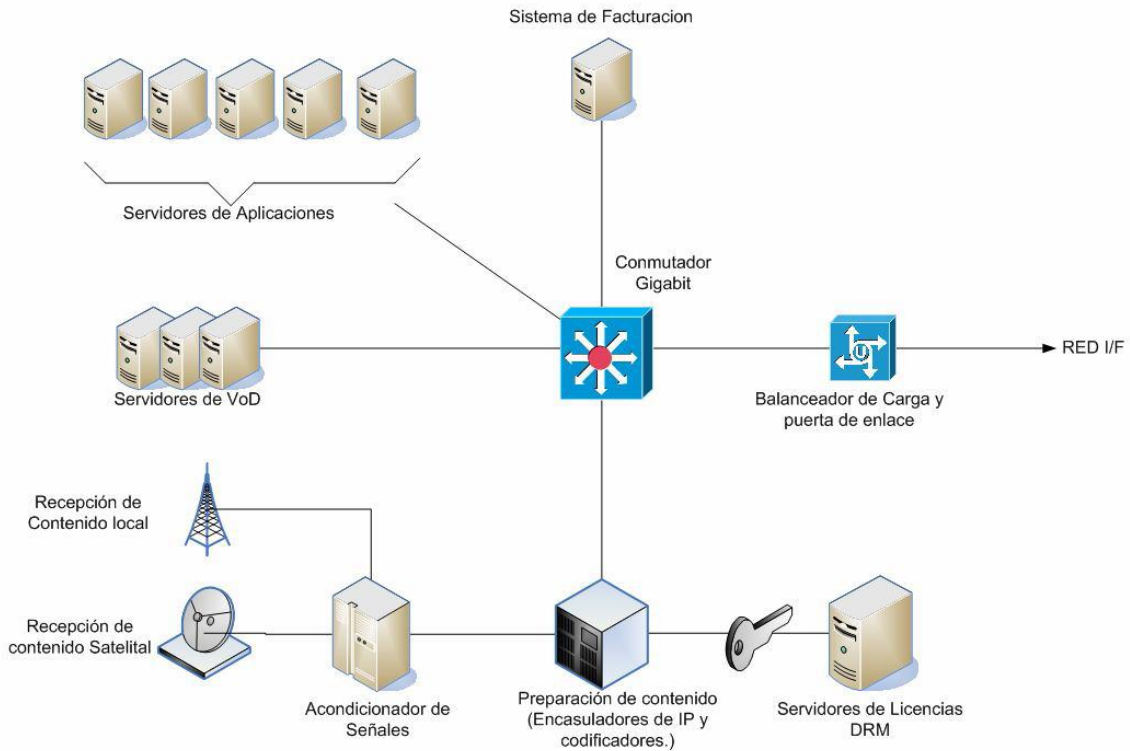 Sistema de Facturacion
Servidores de Aplicaciones
Conmutador
Gigabit
RED I/F
Servidores de VoD
Balanceador de Carga y
puerta de enlace
Recepción de
Contenido local
Recepción de
contenido Satelital
Acondicionador de
Señales
Preparación de contenido
(Encasuladores de IP y
codificadores.)
Servidores de Licencias
DRM